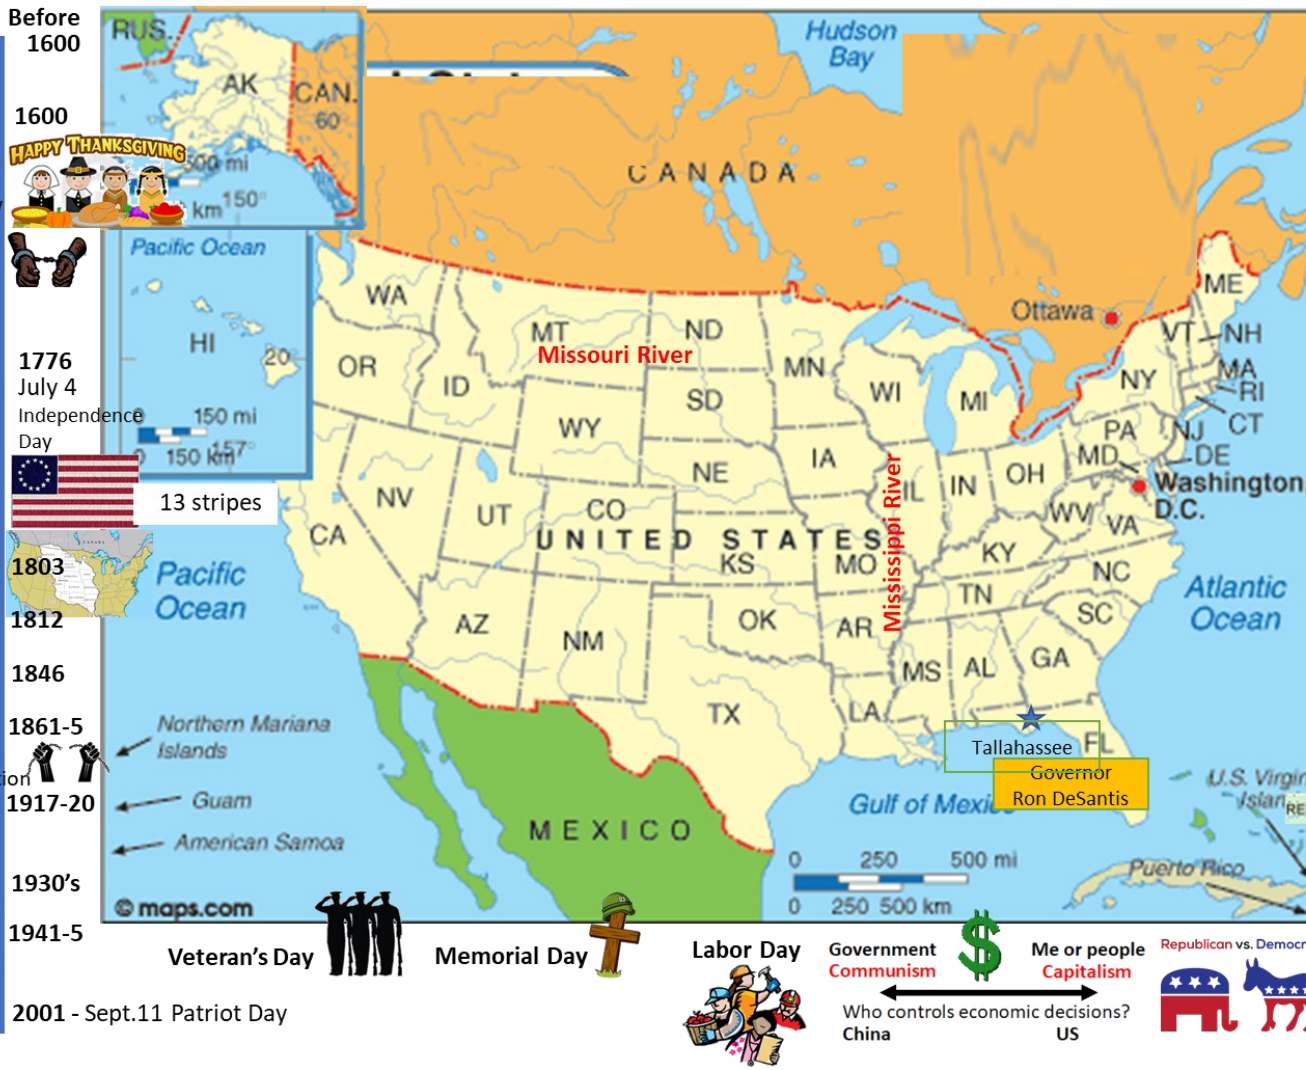 Before
1600
1600
HAPPY THANKSGIVING
1776
July 4
Independence
Day
13 stripes
1803
1812
1846
1861-5
1917-20
1930's
1941-5
2001 - Sept.11 Patriot Day
RUS.
AK
CAN.
60
500 mi
km
150°
Pacific Ocean
HI
20
150 mi
0 150 km
157°
Hudson
Bay
CANADA
Ottawa
WA
MT
ND
MN
ME
VT
NH
Missouri River
OR
ID
SD
WI
MI
NY
MA
RI
CT
WY
NE
IA
PA
NJ
MD
DE
NV
UT
CO
IL
IN
OH
Washington
D.C.
WV
VA
CA
UNITED STATES
KS
MO
KY
Mississippi River
NC
TN
SC
AZ
NM
OK
AR
MS
AL
GA
TX
LA
FL
Pacific
Ocean
Atlantic
Ocean
Tallahassee
Governor
Ron DeSantis
Gulf of Mexic
Northern Mariana
Islands
Guam
American Samoa
MEXICO
U.S. Virgin
Islan
RE
Puerto Rico
0 250 500 mi
0 250 500 km
© maps.com
Veteran's Day
Memorial Day
Labor Day
Government
Communism
$
Me or people
Capitalism
Who controls economic decisions?
China US
Republican vs. Democr